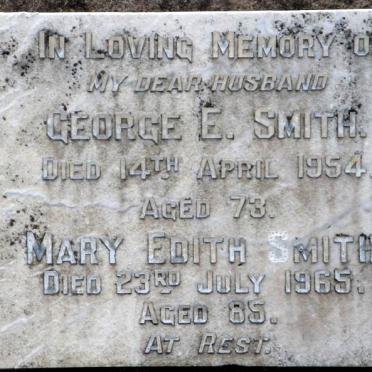 In Loving Memory O
MY DEAR HUSBAND
GEORGE E. SMITH.
DIED 14TH APRIL 1954.
AGED 73.
MARY EDITH SMITH
DIED 23RD JULY 1965.
AGED 85.
AT REST.